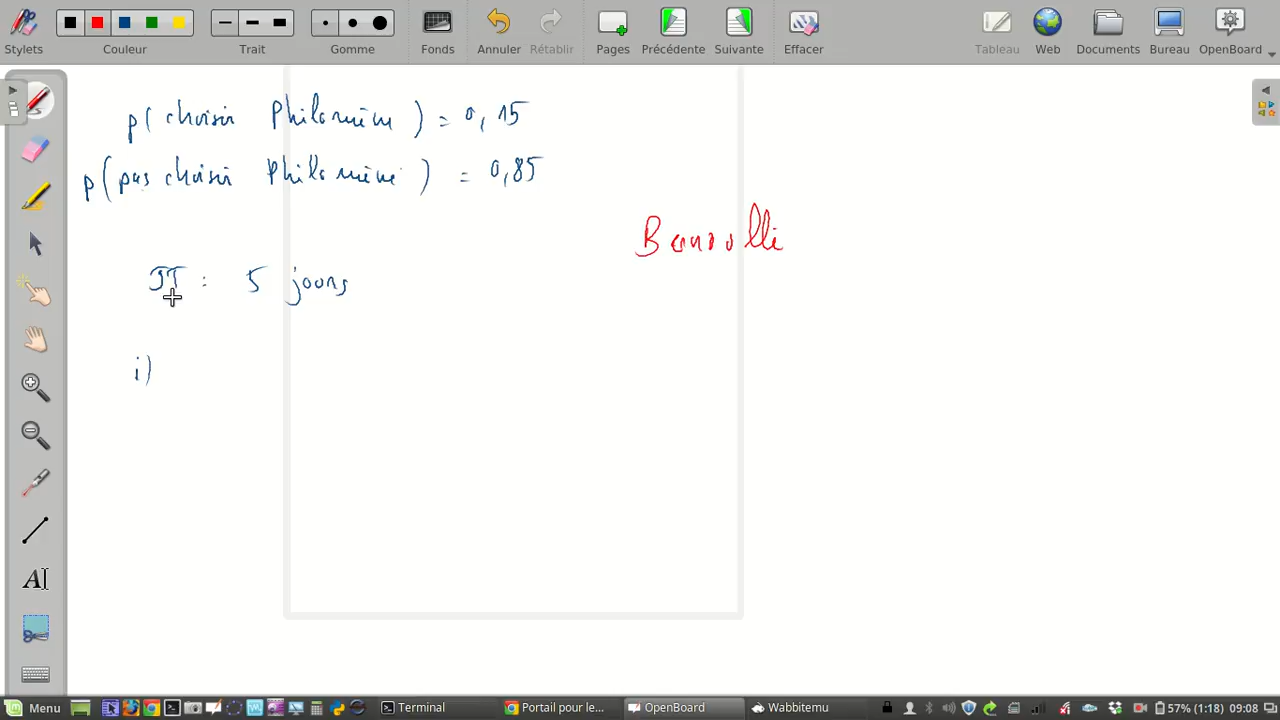 Stylets Couleur Trait Gomme Fonds Annuler Rétablir Pages Précédente Suivante Effacer Tableau Web Documents Bureau OpenBoard
p( choisir Philomène ) = 0,15
p( pas choisir Philomène ) = 0,85
Bernoulli
JT : 5 jours
i)
Menu Terminal Portail pour le... OpenBoard Wabbitemu 57% (1:18) 09:08